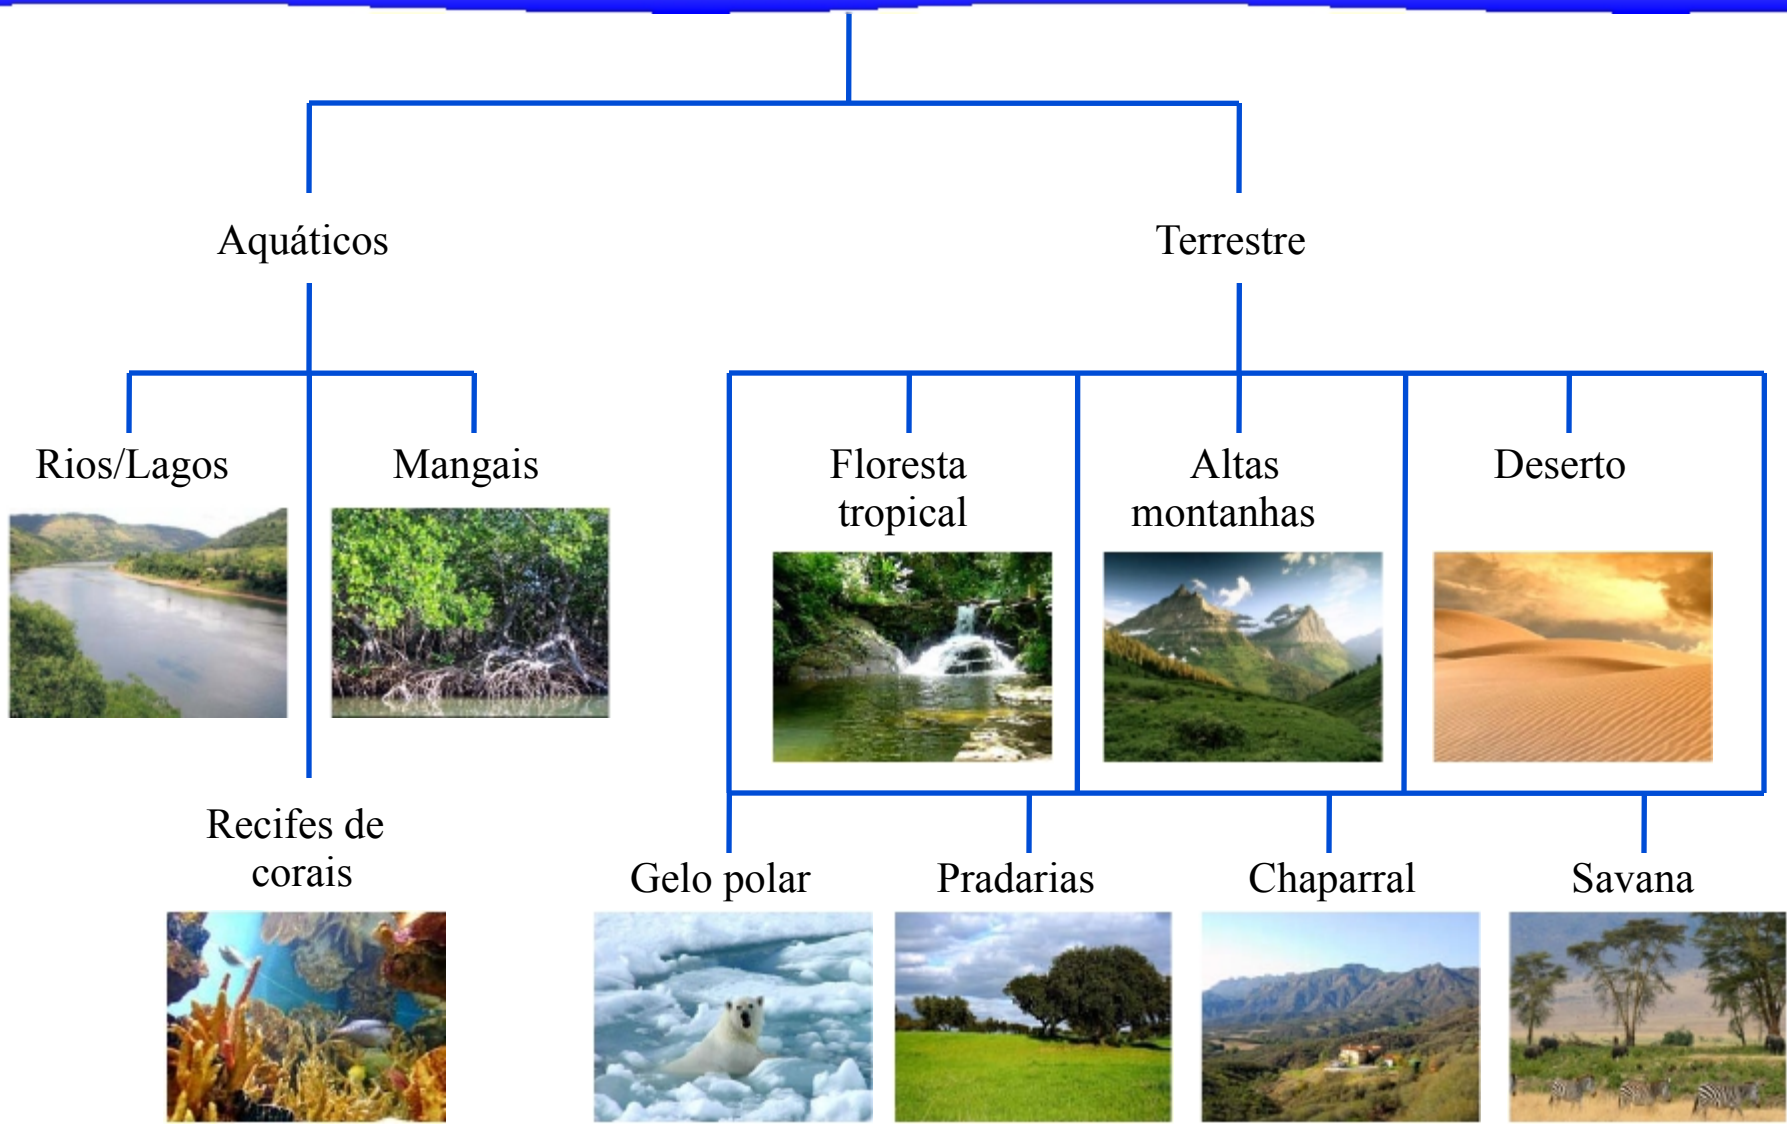 Aquáticos
Terrestre
Rios/Lagos
Mangais
Floresta
tropical
Altas
montanhas
Deserto
Recifes de
corais
Gelo polar
Pradarias
Chaparral
Savana